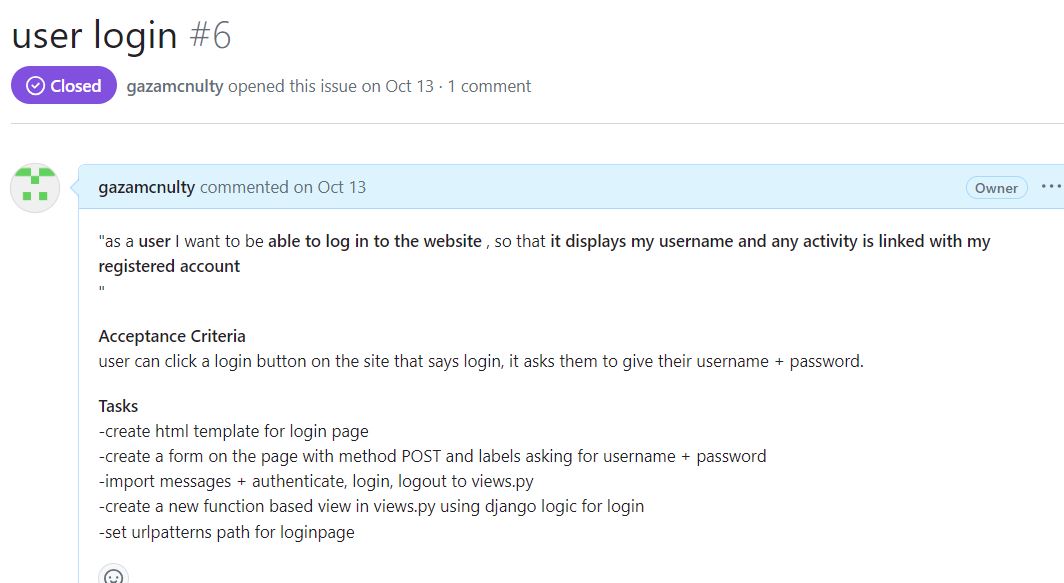 user login #6
Closed gazamcnulty opened this issue on Oct 13 · 1 comment
gazamcnulty commented on Oct 13 Owner ...
"as a user I want to be able to log in to the website , so that it displays my username and any activity is linked with my
registered account
"
Acceptance Criteria
user can click a login button on the site that says login, it asks them to give their username + password.
Tasks
-create html template for login page
-create a form on the page with method POST and labels asking for username + password
-import messages + authenticate, login, logout to views.py
-create a new function based view in views.py using django logic for login
-set urlpatterns path for loginpage